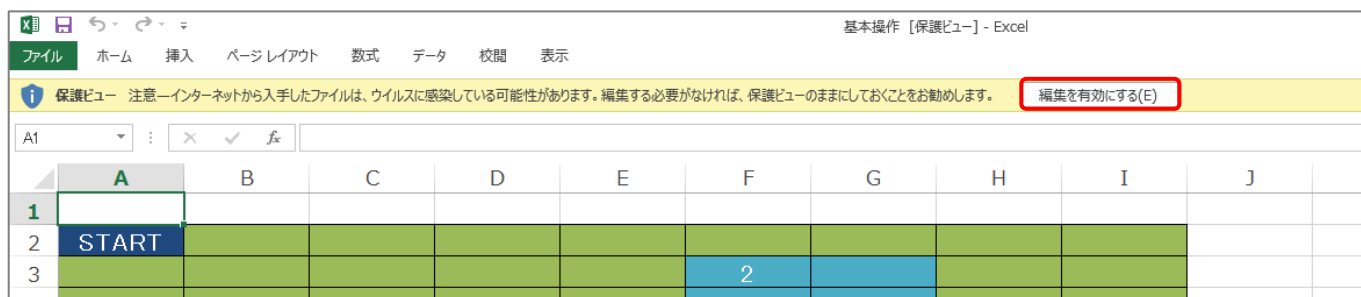 基本操作 [保護ビュー] - Excel
ファイル ホーム 挿入 ページ レイアウト 数式 データ 校閲 表示
保護ビュー 注意—インターネットから入手したファイルは、ウイルスに感染している可能性があります。編集する必要がなければ、保護ビューのままにしておくことをお勧めします。 編集を有効にする(E)
A1 fx
A B C D E F G H I J
1
2 START
3 2